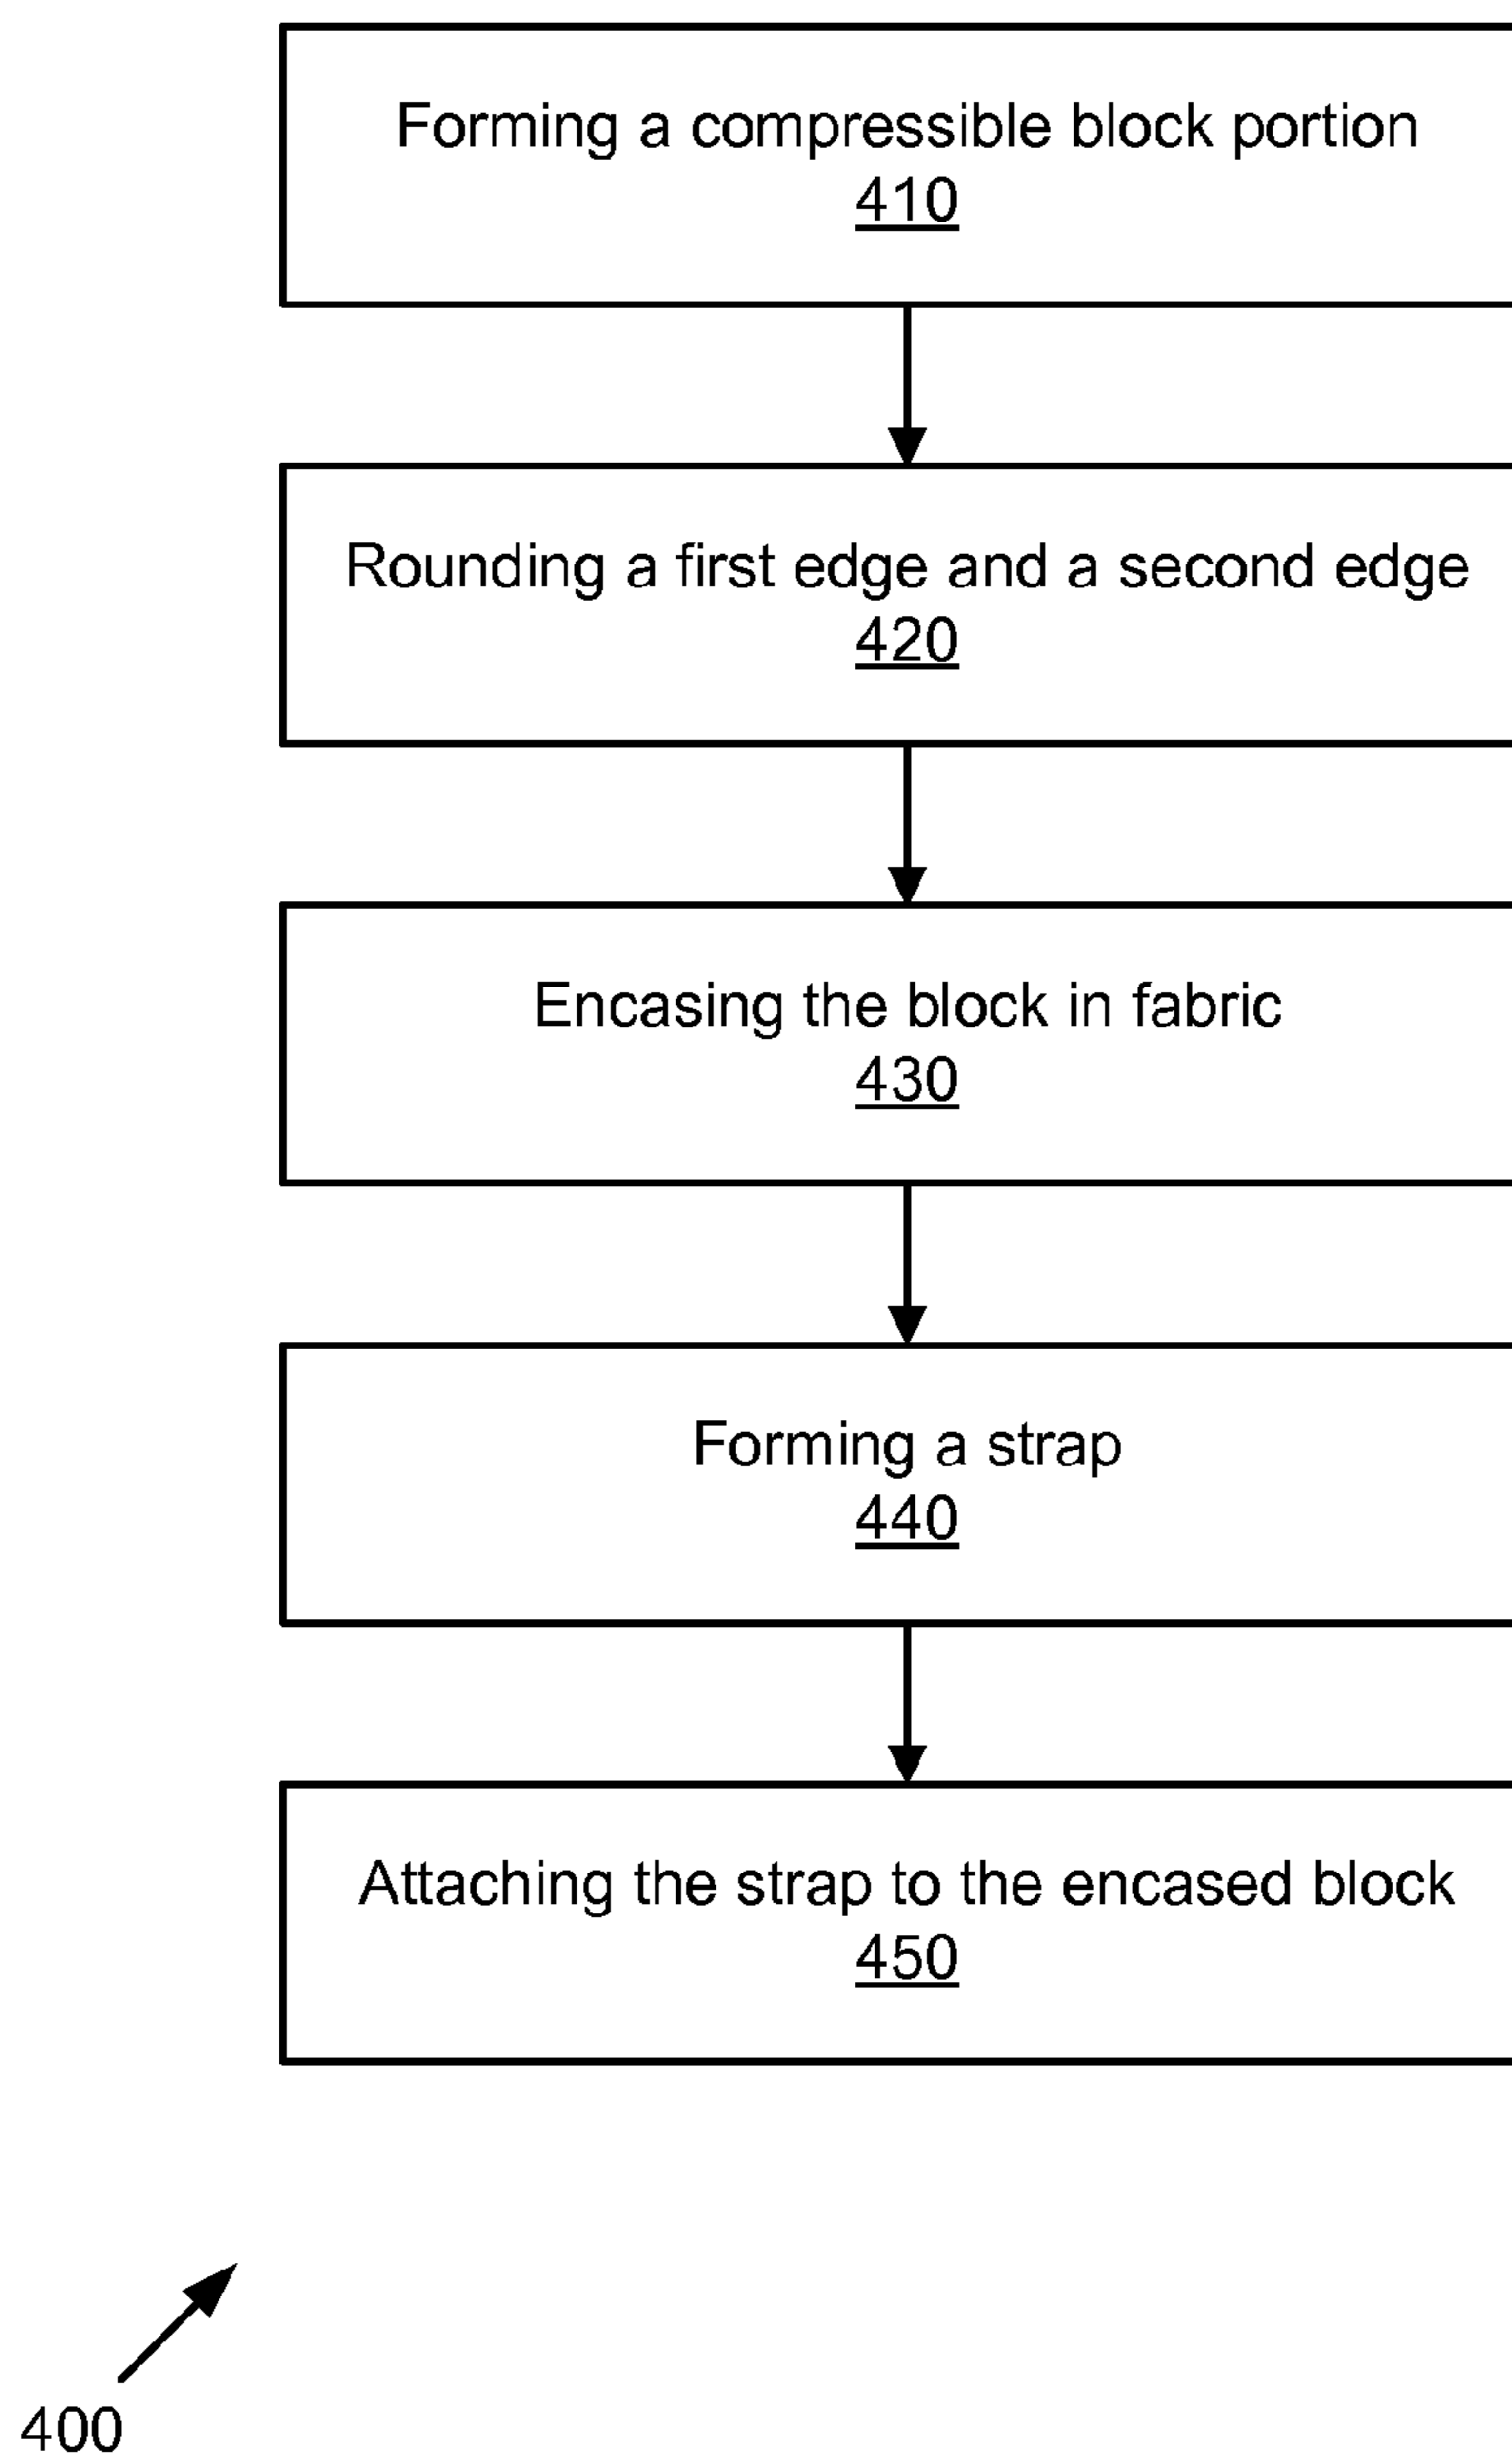 Forming a compressible block portion
410
Rounding a first edge and a second edge
420
Encasing the block in fabric
430
Forming a strap
440
Attaching the strap to the encased block
450
400